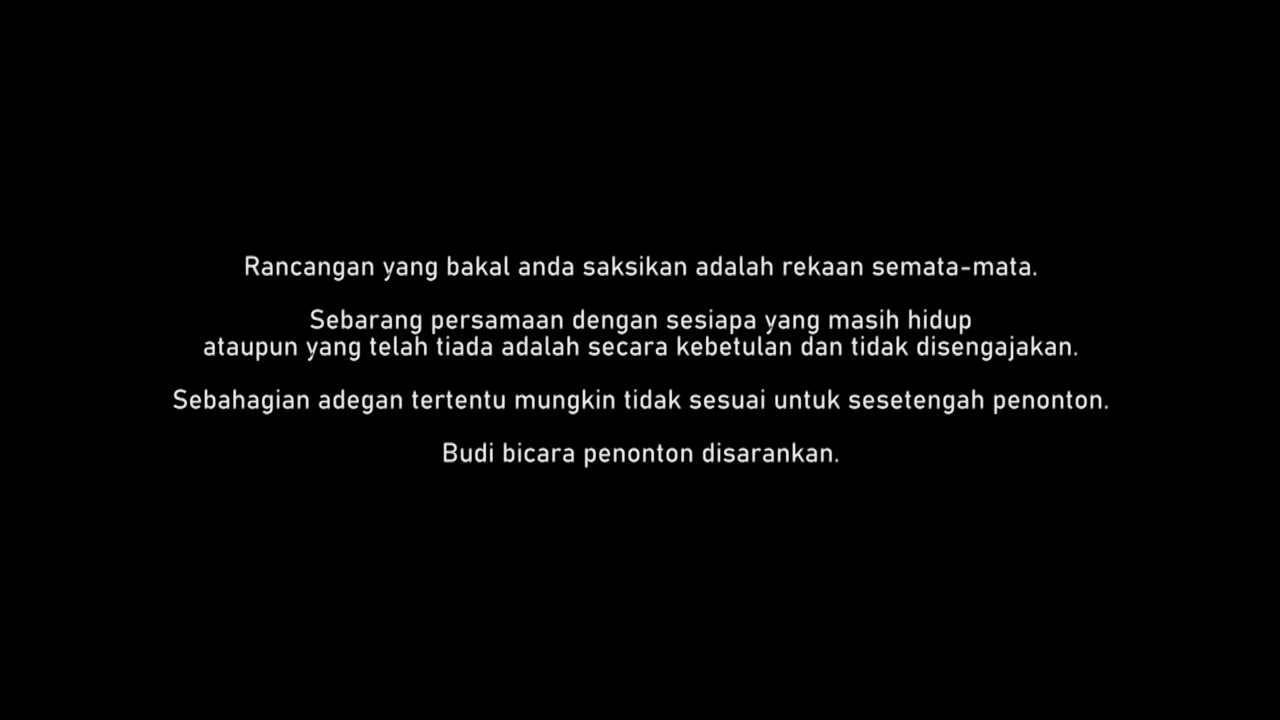 Rancangan yang bakal anda saksikan adalah rekaan semata-mata.
Sebarang persamaan dengan sesiapa yang masih hidup
ataupun yang telah tiada adalah secara kebetulan dan tidak disengajakan.
Sebahagian adegan tertentu mungkin tidak sesuai untuk sesetengah penonton.
Budi bicara penonton disarankan.